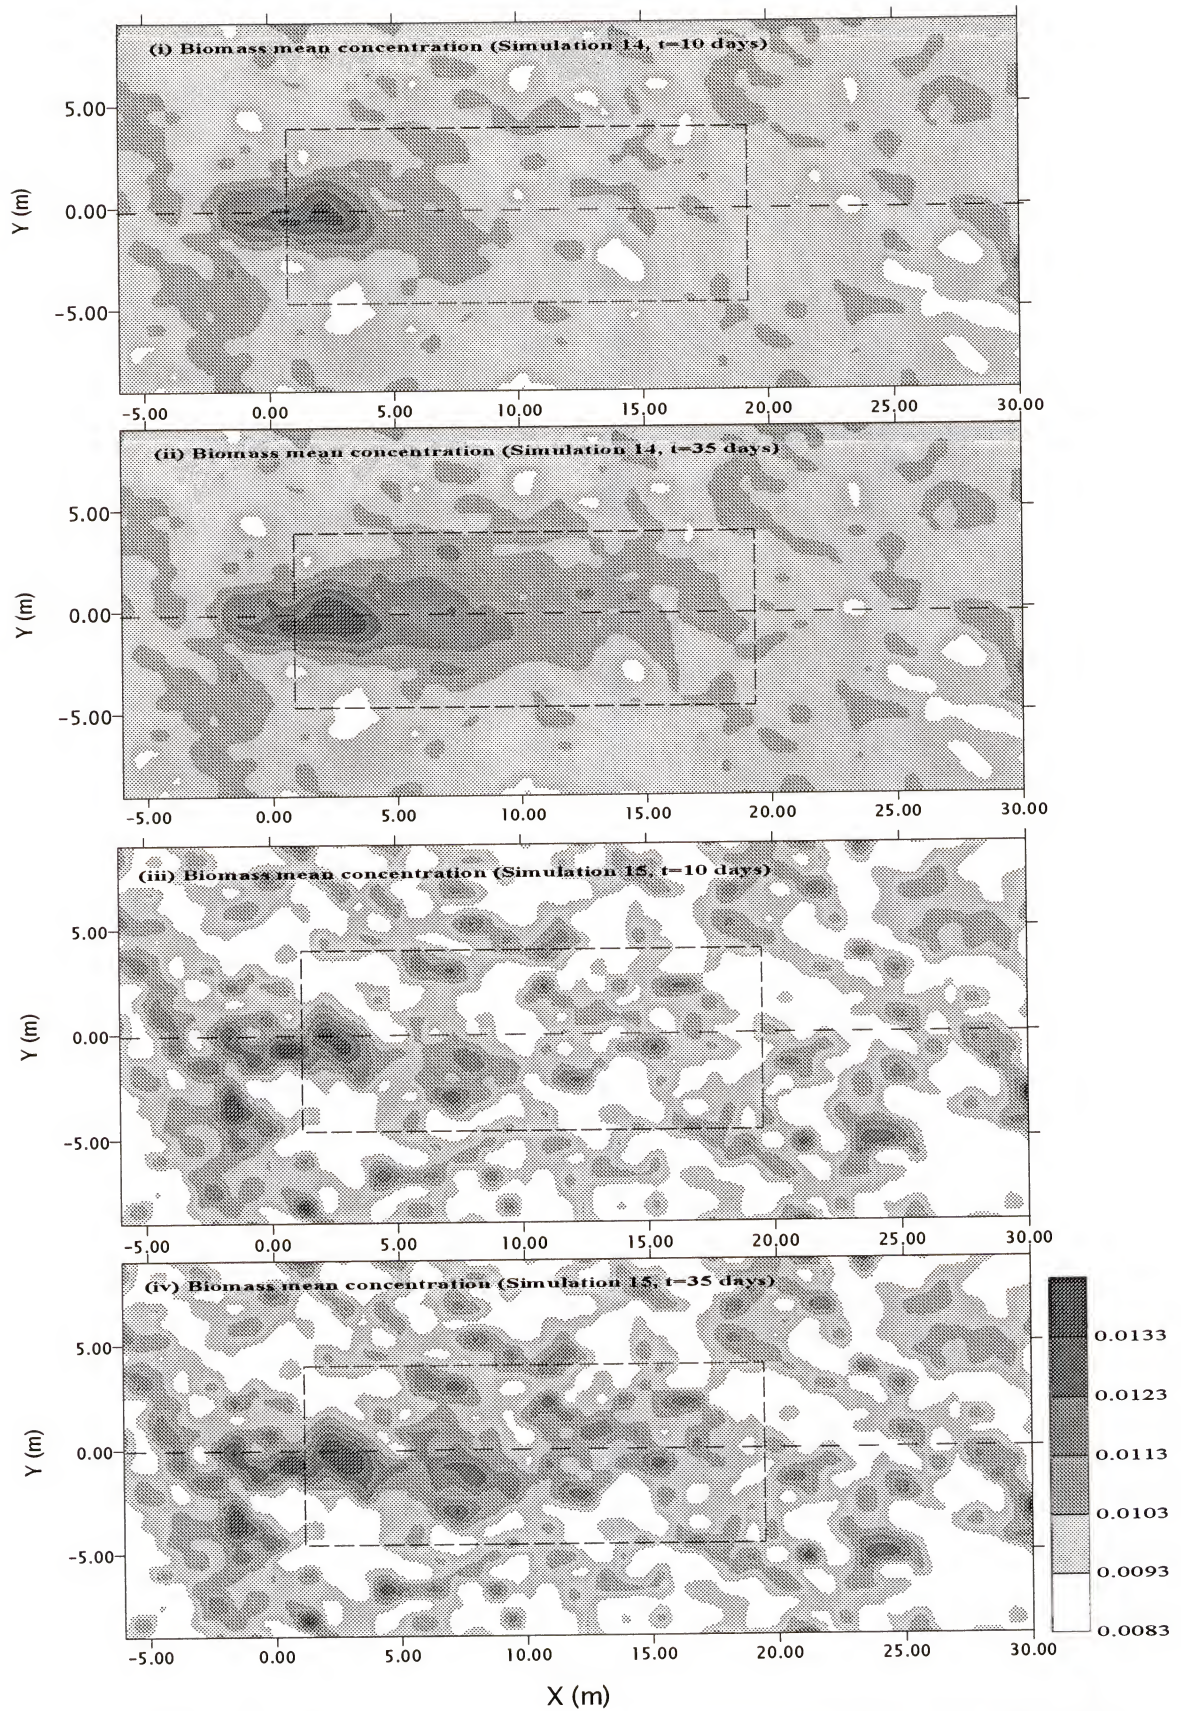 (i) Biomass mean concentration (Simulation 14, t=10 days)
5.00
0.00
-5.00
Y (m)
-5.00 0.00 5.00 10.00 15.00 20.00 25.00 30.00
(ii) Biomass mean concentration (Simulation 14, t=35 days)
5.00
0.00
-5.00
Y (m)
-5.00 0.00 5.00 10.00 15.00 20.00 25.00 30.00
(iii) Biomass mean concentration (Simulation 15, t=10 days)
5.00
0.00
-5.00
Y (m)
-5.00 0.00 5.00 10.00 15.00 20.00 25.00 30.00
(iv) Biomass mean concentration (Simulation 15, t=35 days)
5.00
0.00
-5.00
Y (m)
-5.00 0.00 5.00 10.00 15.00 20.00 25.00 30.00
X (m)
0.0133
0.0123
0.0113
0.0103
0.0093
0.0083